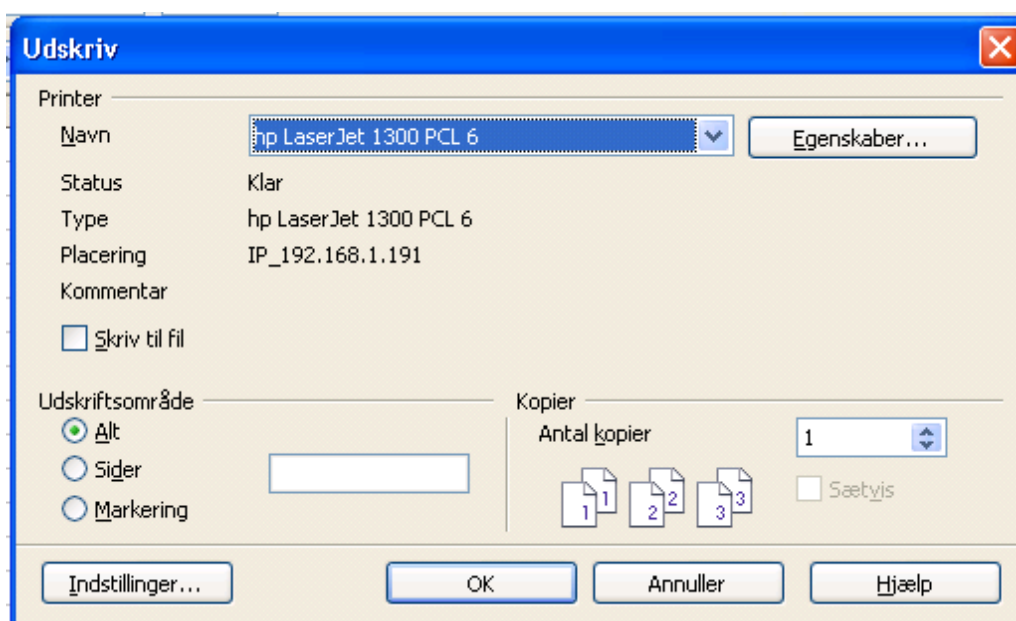 Udskriv
Printer
Navn hp LaserJet 1300 PCL 6 Egenskaber...
Status Klar
Type hp LaserJet 1300 PCL 6
Placering IP_192.168.1.191
Kommentar
Skriv til fil
Udskriftsområde Kopier
Alt Antal kopier 1
Sider
Markering
1 1 2 2 3 3 Sætvis
Indstillinger... OK Annuller Hjælp